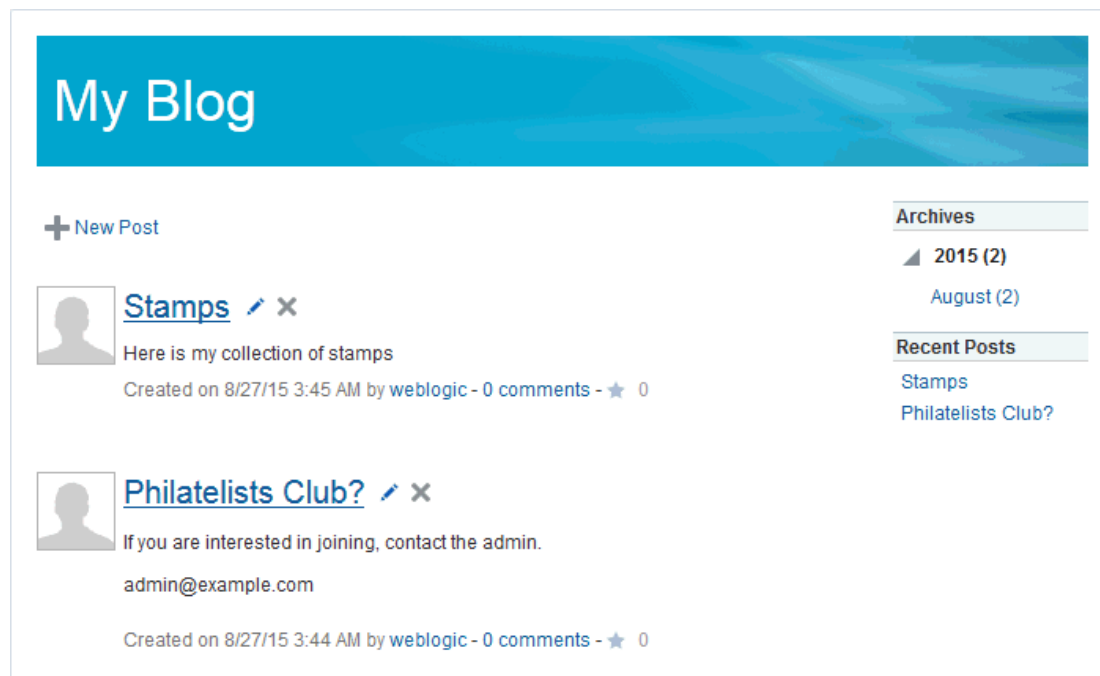 My Blog
New Post
Stamps
Here is my collection of stamps
Created on 8/27/15 3:45 AM by weblogic - 0 comments - 0
Philatelists Club?
If you are interested in joining, contact the admin.
admin@example.com
Created on 8/27/15 3:44 AM by weblogic - 0 comments - 0
Archives
2015 (2)
August (2)
Recent Posts
Stamps
Philatelists Club?